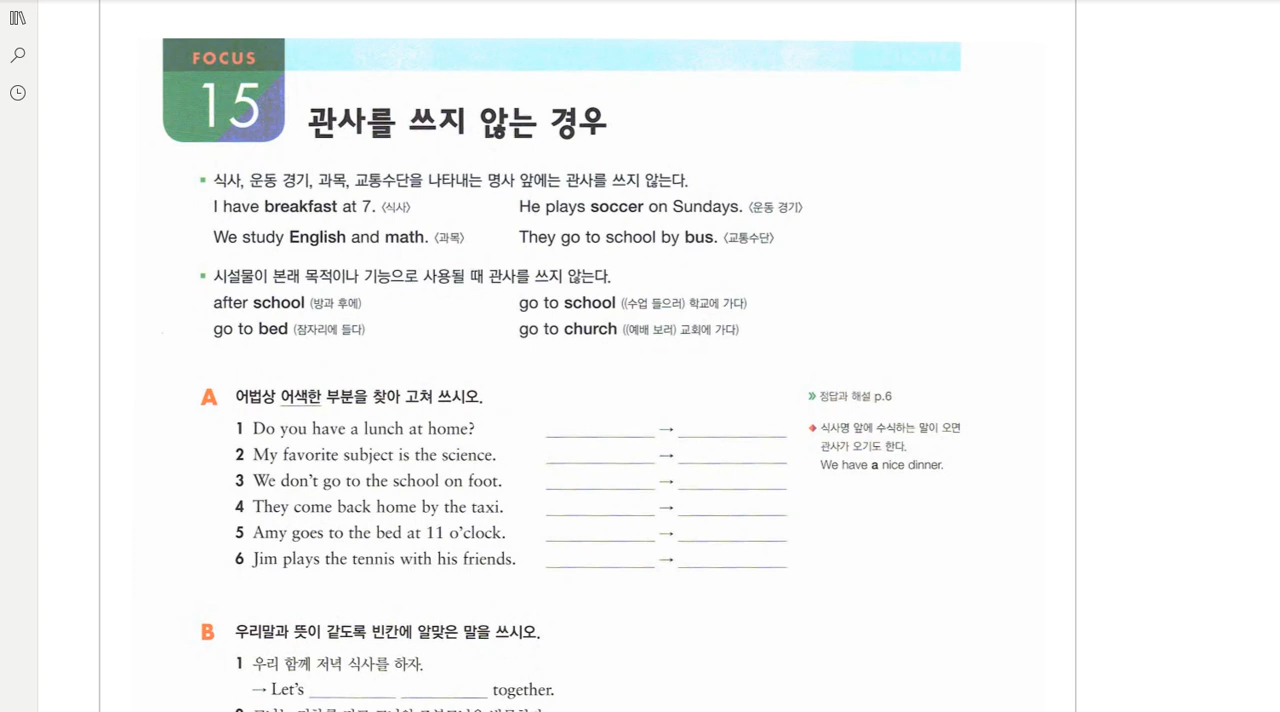 FOCUS
15
관사를 쓰지 않는 경우
▪ 식사, 운동 경기, 과목, 교통수단을 나타내는 명사 앞에는 관사를 쓰지 않는다.
I have breakfast at 7. 〈식사〉 He plays soccer on Sundays. 〈운동 경기〉
We study English and math. 〈과목〉 They go to school by bus. 〈교통수단〉
▪ 시설물이 본래 목적이나 기능으로 사용될 때 관사를 쓰지 않는다.
after school (방과 후에) go to school ((수업 들으러) 학교에 가다)
go to bed (잠자리에 들다) go to church ((예배 보러) 교회에 가다)
A 어법상 어색한 부분을 찾아 고쳐 쓰시오.
1 Do you have a lunch at home? ________ → ________
2 My favorite subject is the science. ________ → ________
3 We don't go to the school on foot. ________ → ________
4 They come back home by the taxi. ________ → ________
5 Amy goes to the bed at 11 o'clock. ________ → ________
6 Jim plays the tennis with his friends. ________ → ________
» 정답과 해설 p.6
◆ 식사명 앞에 수식하는 말이 오면
관사가 오기도 한다.
We have a nice dinner.
B 우리말과 뜻이 같도록 빈칸에 알맞은 말을 쓰시오.
1 우리 함께 저녁 식사를 하자.
→ Let's ________ ________ together.